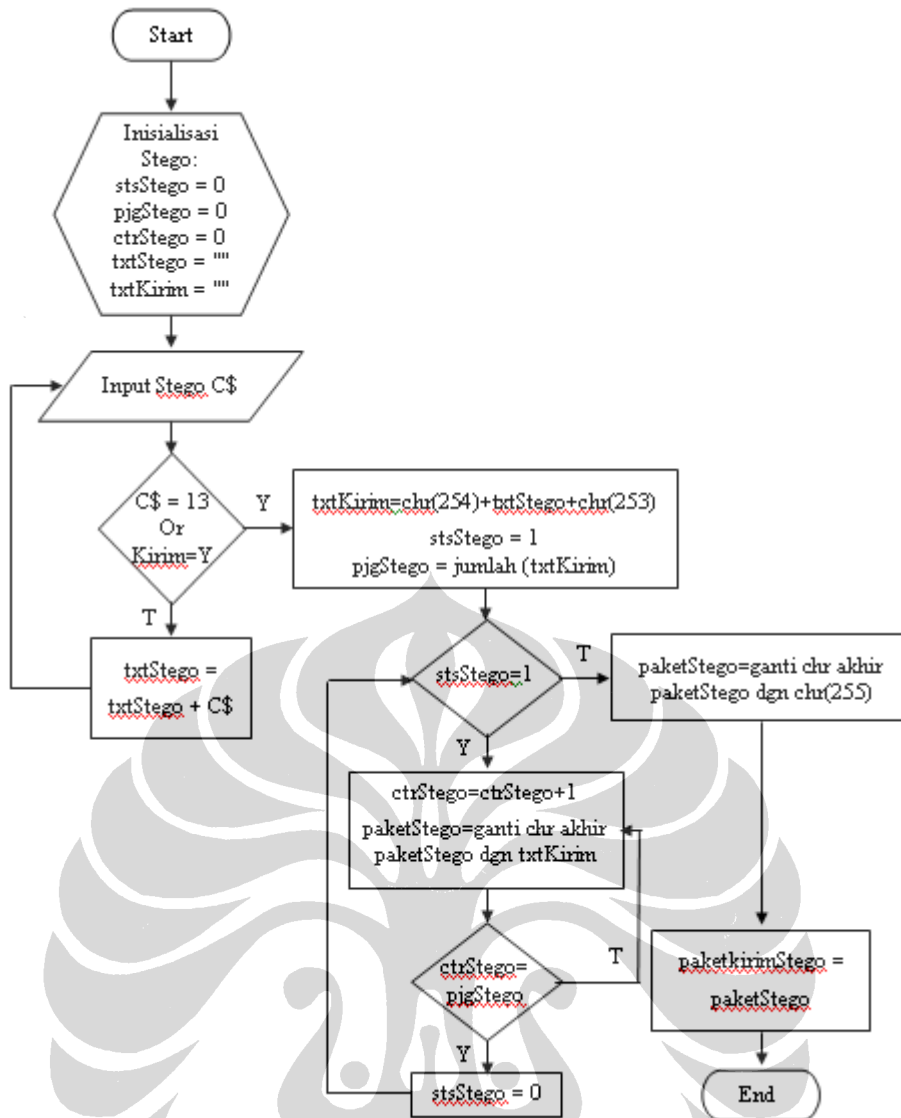 Start
Inisialisasi
Stego:
stsStego = 0
pjgStego = 0
ctrStego = 0
txtStego = ""
txtKirim = ""
Input Stego C$
C$ = 13
Or
Kirim=Y
Y
T
txtKirim=chr(254)+txtStego+chr(253)
stsStego = 1
pjgStego = jumlah (txtKirim)
txtStego =
txtStego + C$
stsStego=1
T
Y
paketStego=ganti chr akhir
paketStego dgn chr(255)
ctrStego=ctrStego+1
paketStego=ganti chr akhir
paketStego dgn txtKirim
ctrStego=
pjgStego
T
Y
paketkirimStego =
paketStego
stsStego = 0
End